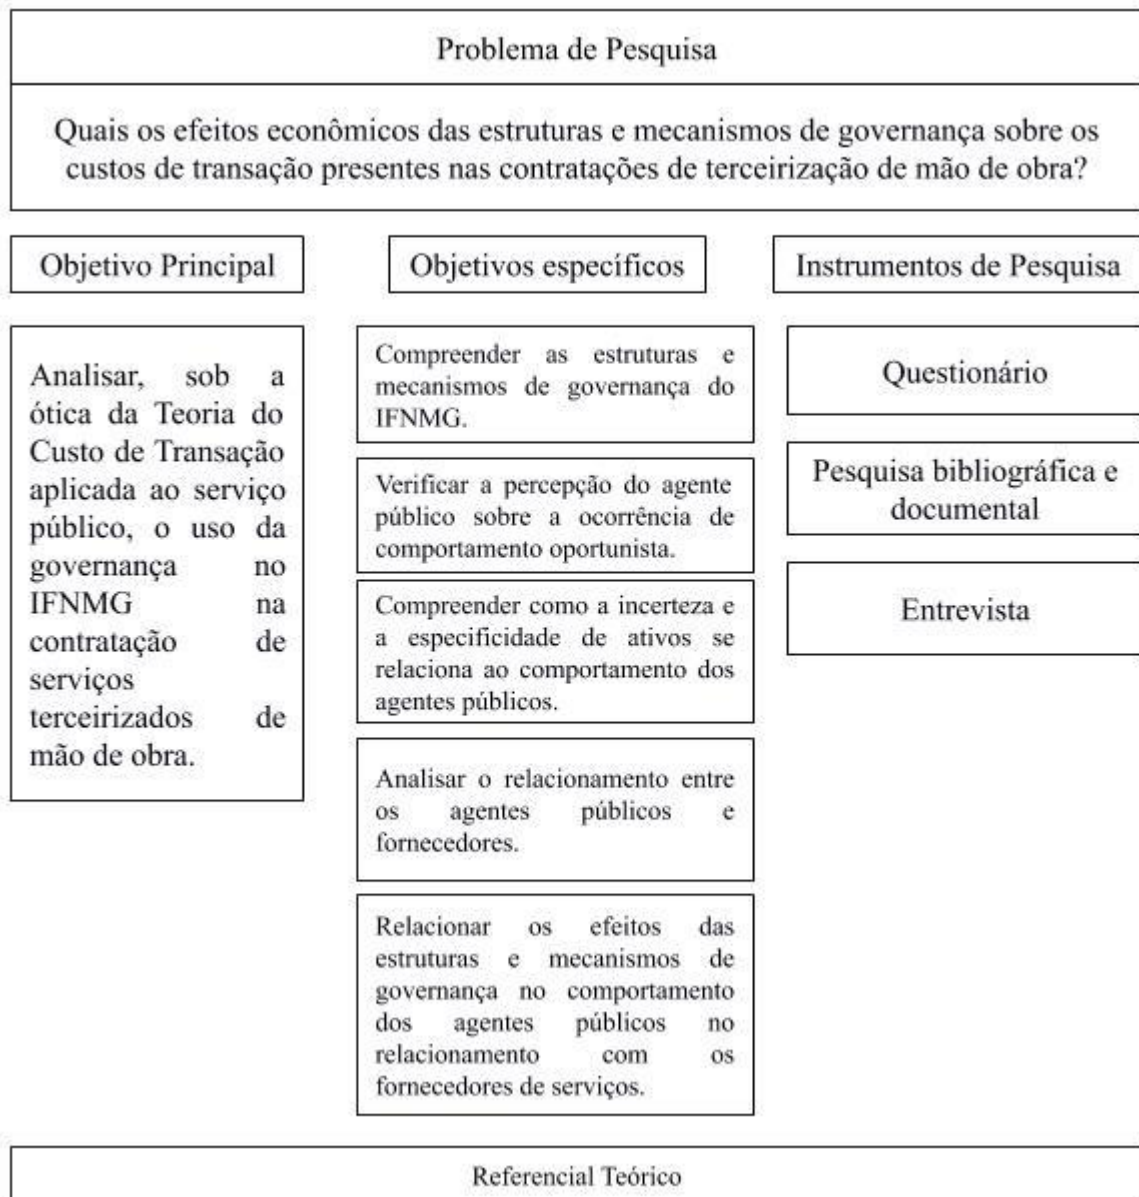 Problema de Pesquisa
Quais os efeitos econômicos das estruturas e mecanismos de governança sobre os
custos de transação presentes nas contratações de terceirização de mão de obra?
Objetivo Principal
Analisar, sob a
ótica da Teoria do
Custo de Transação
aplicada ao serviço
público, o uso da
governança no
IFNMG na
contratação de
serviços
terceirizados de
mão de obra.
Objetivos específicos
Compreender as estruturas e
mecanismos de governança do
IFNMG.
Verificar a percepção do agente
público sobre a ocorrência de
comportamento oportunista.
Compreender como a incerteza e
a especificidade de ativos se
relaciona ao comportamento dos
agentes públicos.
Analisar o relacionamento entre
os agentes públicos e
fornecedores.
Relacionar os efeitos das
estruturas e mecanismos de
governança no comportamento
dos agentes públicos no
relacionamento com os
fornecedores de serviços.
Instrumentos de Pesquisa
Questionário
Pesquisa bibliográfica e
documental
Entrevista
Referencial Teórico